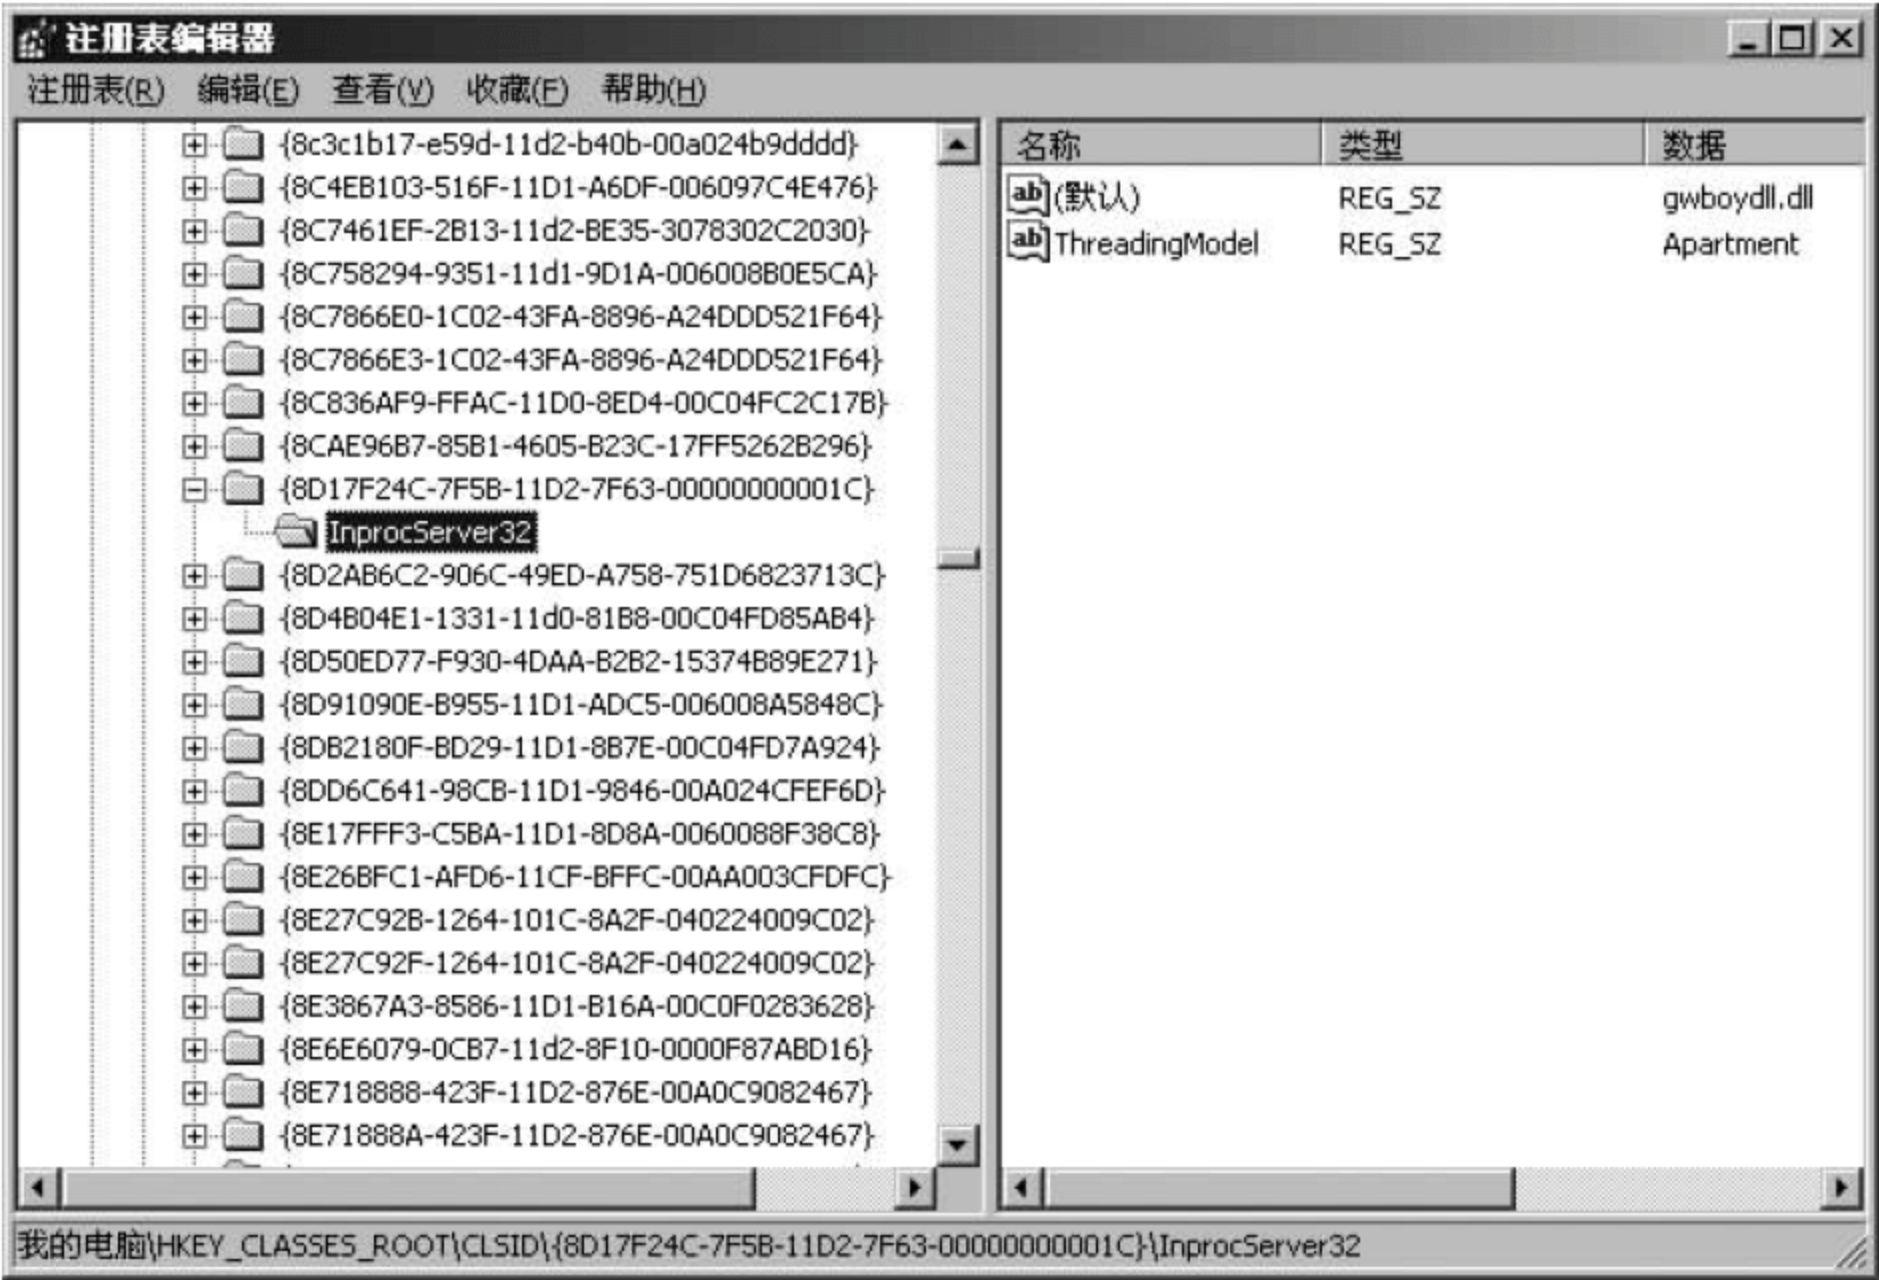 注册表编辑器
注册表(R) 编辑(E) 查看(V) 收藏(F) 帮助(H)
{8c3c1b17-e59d-11d2-b40b-00a024b9dddd}
{8C4EB103-516F-11D1-A6DF-006097C4E476}
{8C7461EF-2B13-11d2-BE35-3078302C2030}
{8C758294-9351-11d1-9D1A-006008B0E5CA}
{8C7866E0-1C02-43FA-8896-A24DDD521F64}
{8C7866E3-1C02-43FA-8896-A24DDD521F64}
{8C836AF9-FFAC-11D0-8ED4-00C04FC2C17B}
{8CAE96B7-85B1-4605-B23C-17FF5262B296}
{8D17F24C-7F5B-11D2-7F63-00000000001C}
InprocServer32
{8D2AB6C2-906C-49ED-A758-751D6823713C}
{8D4B04E1-1331-11d0-81B8-00C04FD85AB4}
{8D50ED77-F930-4DAA-B2B2-15374B89E271}
{8D91090E-B955-11D1-ADC5-006008A5848C}
{8DB2180F-BD29-11D1-8B7E-00C04FD7A924}
{8DD6C641-98CB-11D1-9846-00A024CFEF6D}
{8E17FFF3-C5BA-11D1-8D8A-0060088F38C8}
{8E26BFC1-AFD6-11CF-BFFC-00AA003CFDFC}
{8E27C92B-1264-101C-8A2F-040224009C02}
{8E27C92F-1264-101C-8A2F-040224009C02}
{8E3867A3-8586-11D1-B16A-00C0F0283628}
{8E6E6079-0CB7-11d2-8F10-0000F87ABD16}
{8E718888-423F-11D2-876E-00A0C9082467}
{8E71888A-423F-11D2-876E-00A0C9082467}
名称 类型 数据
(默认) REG_SZ gwboydll.dll
ThreadingModel REG_SZ Apartment
我的电脑\HKEY_CLASSES_ROOT\CLSID\{8D17F24C-7F5B-11D2-7F63-00000000001C}\InprocServer32